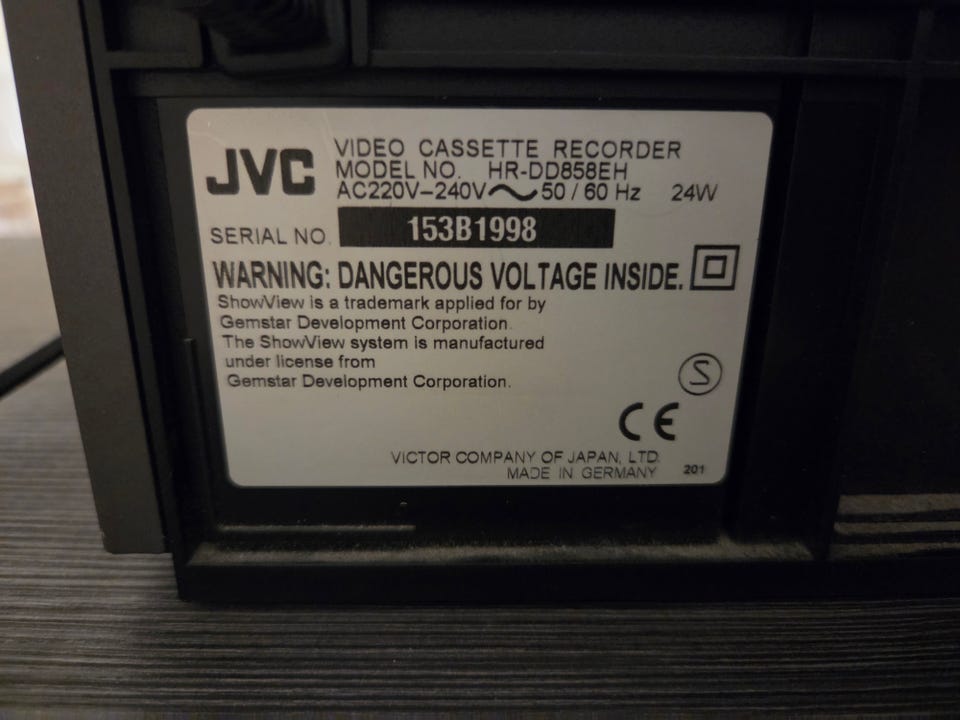 JVC
VIDEO CASSETTE RECORDER
MODEL NO. HR-DD858EH
AC220V–240V～50 / 60 Hz 24W
SERIAL NO. 153B1998
WARNING: DANGEROUS VOLTAGE INSIDE.
ShowView is a trademark applied for by
Gemstar Development Corporation.
The ShowView system is manufactured
under license from
Gemstar Development Corporation.
S
CE
VICTOR COMPANY OF JAPAN, LTD.
MADE IN GERMANY 201